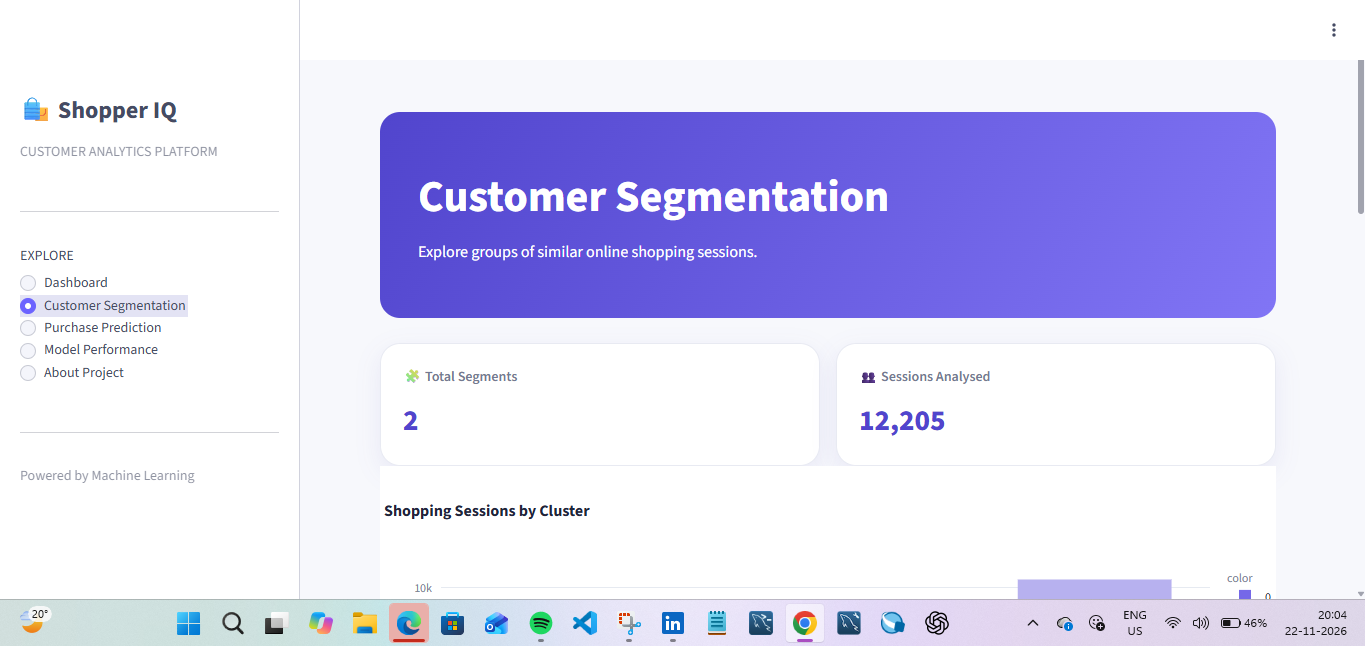 Shopper IQ
CUSTOMER ANALYTICS PLATFORM
EXPLORE
Dashboard
Customer Segmentation
Purchase Prediction
Model Performance
About Project
Powered by Machine Learning
Customer Segmentation
Explore groups of similar online shopping sessions.
Total Segments
2
Sessions Analysed
12,205
Shopping Sessions by Cluster
10k
color
0
20°
ENG
US
46%
20:04
22-11-2026